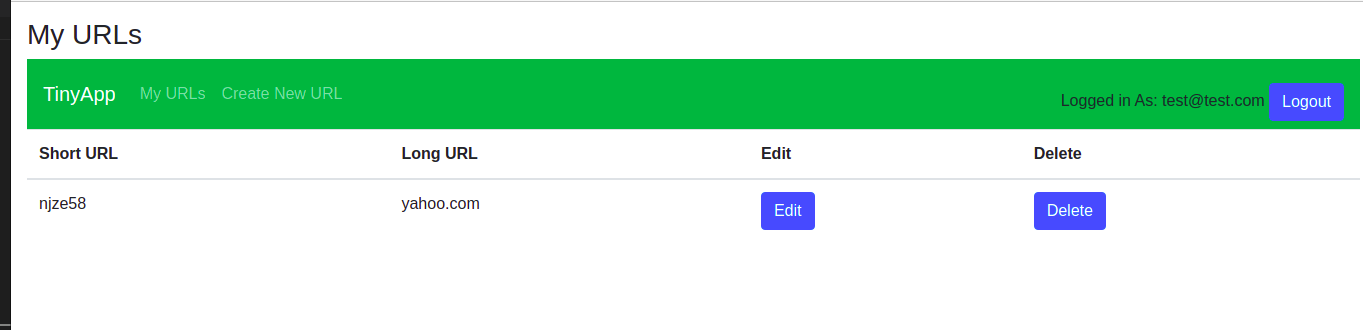 My URLs
TinyApp My URLs Create New URL Logged in As: test@test.com Logout
Short URL Long URL Edit Delete
njze58 yahoo.com Edit Delete